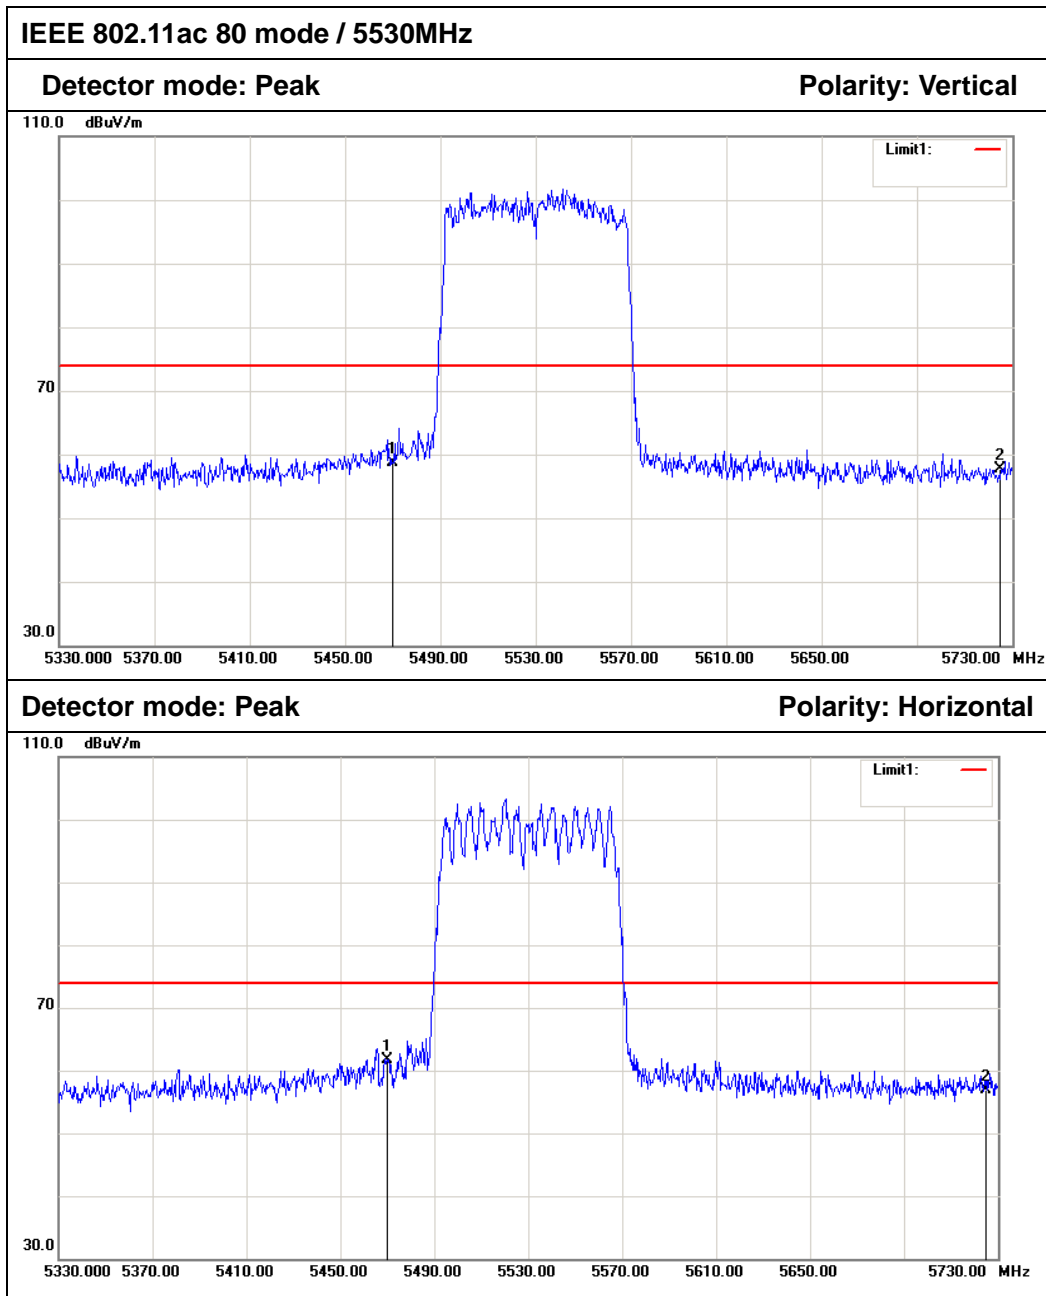 IEEE 802.11ac 80 mode / 5530MHz
Detector mode: Peak Polarity: Vertical
110.0 dBuV/m
Limit1:
70
1
2
30.0
5330.000 5370.00 5410.00 5450.00 5490.00 5530.00 5570.00 5610.00 5650.00 5730.00 MHz
Detector mode: Peak Polarity: Horizontal
110.0 dBuV/m
Limit1:
70
1
2
30.0
5330.000 5370.00 5410.00 5450.00 5490.00 5530.00 5570.00 5610.00 5650.00 5730.00 MHz